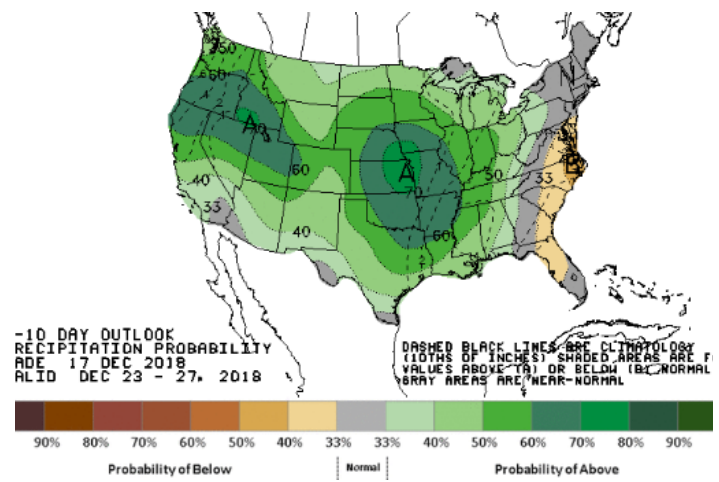 50
60
A
60
40
33
40
A
70
60
50
33
B
-10 DAY OUTLOOK
RECIPITATION PROBABILITY
ADE 17 DEC 2018
ALID DEC 23 - 27, 2018
DASHED BLACK LINES ARE CLIMATOLOGY
(10THS OF INCHES) SHADED AREAS ARE F
VALUES ABOVE (A) OR BELOW (B) NORMAL
GRAY AREAS ARE NEAR-NORMAL
90% 80% 70% 60% 50% 40% 33% 33% 40% 50% 60% 70% 80% 90%
Probability of Below Normal Probability of Above